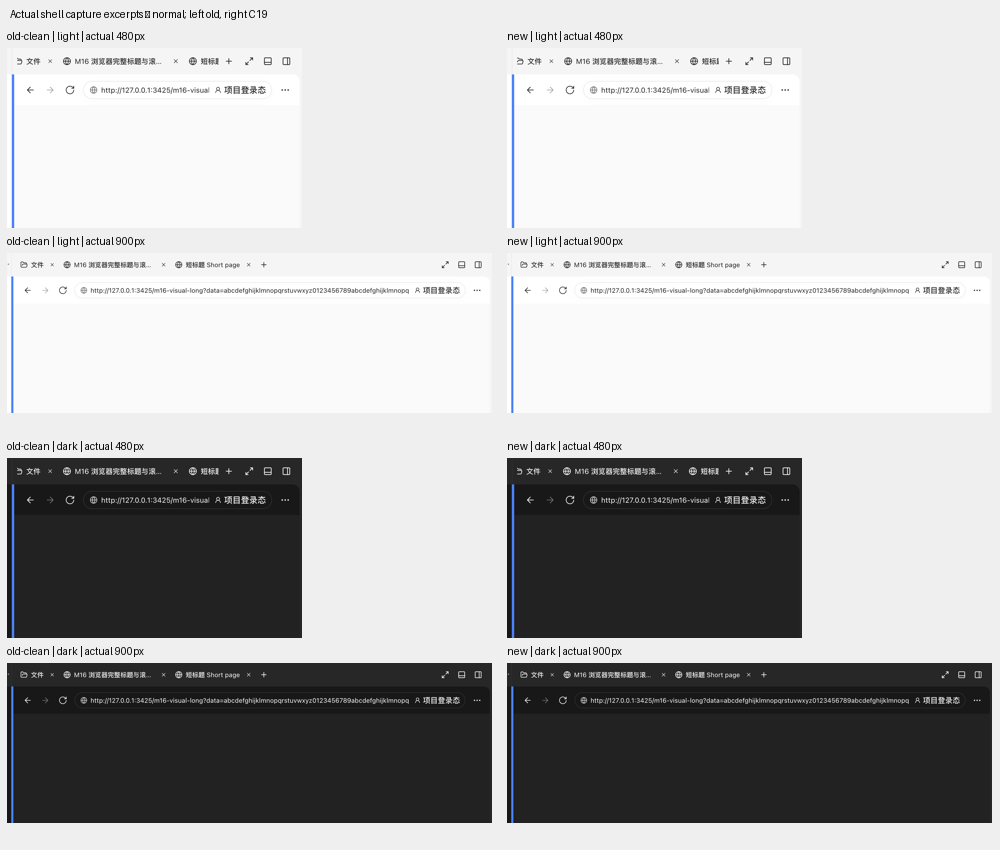 Actual shell capture excerpts normal; left old, right C19
old-clean | light | actual 480px
new | light | actual 480px
文件 × M16 浏览器完整标题与滚... × 短标 +
文件 × M16 浏览器完整标题与滚... × 短标 +
http://127.0.0.1:3425/m16-visual 项目登录态 ...
http://127.0.0.1:3425/m16-visual 项目登录态 ...
old-clean | light | actual 900px
new | light | actual 900px
文件 × M16 浏览器完整标题与滚... × 短标题 Short page × +
文件 × M16 浏览器完整标题与滚... × 短标题 Short page × +
http://127.0.0.1:3425/m16-visual-long?data=abcdefghijklmnopqrstuvwxyz0123456789abcdefghijklmnopq 项目登录态 ...
http://127.0.0.1:3425/m16-visual-long?data=abcdefghijklmnopqrstuvwxyz0123456789abcdefghijklmnopq 项目登录态 ...
old-clean | dark | actual 480px
new | dark | actual 480px
文件 × M16 浏览器完整标题与滚... × 短标 +
文件 × M16 浏览器完整标题与滚... × 短标 +
http://127.0.0.1:3425/m16-visual 项目登录态 ...
http://127.0.0.1:3425/m16-visual 项目登录态 ...
old-clean | dark | actual 900px
new | dark | actual 900px
文件 × M16 浏览器完整标题与滚... × 短标题 Short page × +
文件 × M16 浏览器完整标题与滚... × 短标题 Short page × +
http://127.0.0.1:3425/m16-visual-long?data=abcdefghijklmnopqrstuvwxyz0123456789abcdefghijklmnopq 项目登录态 ...
http://127.0.0.1:3425/m16-visual-long?data=abcdefghijklmnopqrstuvwxyz0123456789abcdefghijklmnopq 项目登录态 ...